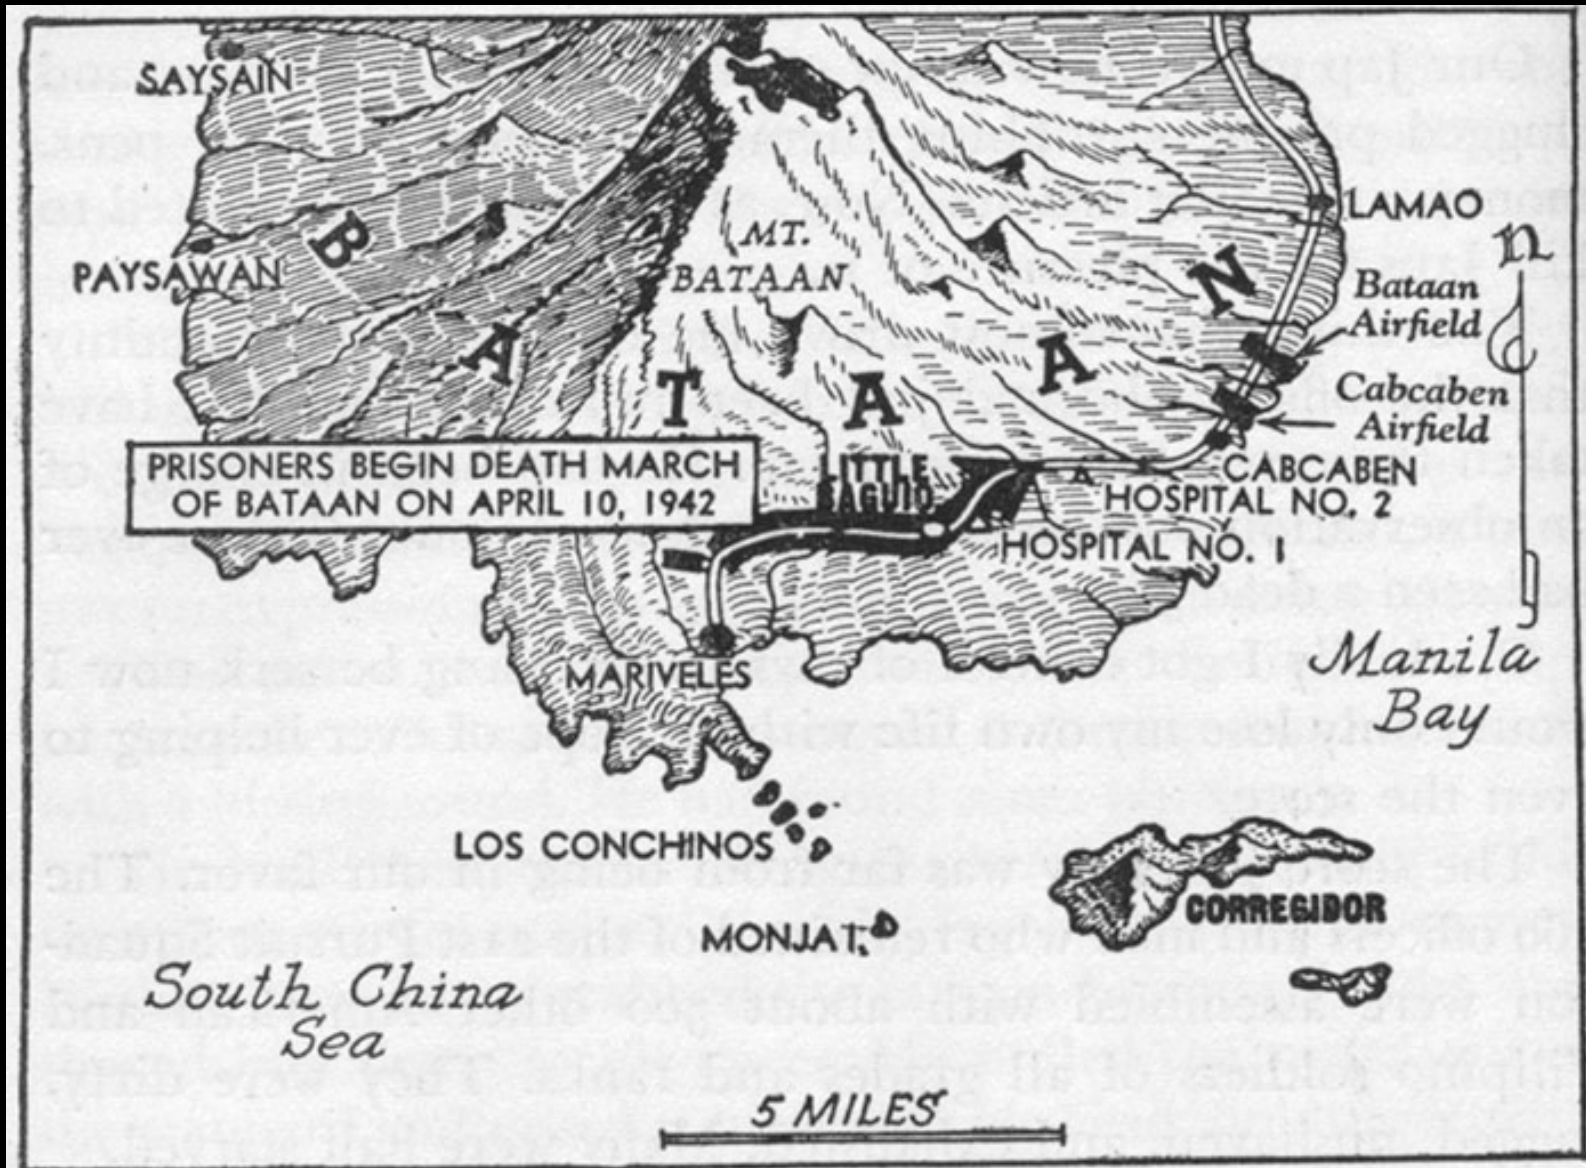 SAYSAIN
PAYSAWAN
B A T A A N
MT.
BATAAN
LAMAO
n
Bataan
Airfield
Cabcaben
Airfield
PRISONERS BEGIN DEATH MARCH
OF BATAAN ON APRIL 10, 1942
LITTLE
BAGUIO
CABCABEN
HOSPITAL NO. 2
HOSPITAL NO. 1
MARIVELES
Manila
Bay
LOS CONCHINOS
CORREGIDOR
MONJA I.
South China
Sea
5 MILES